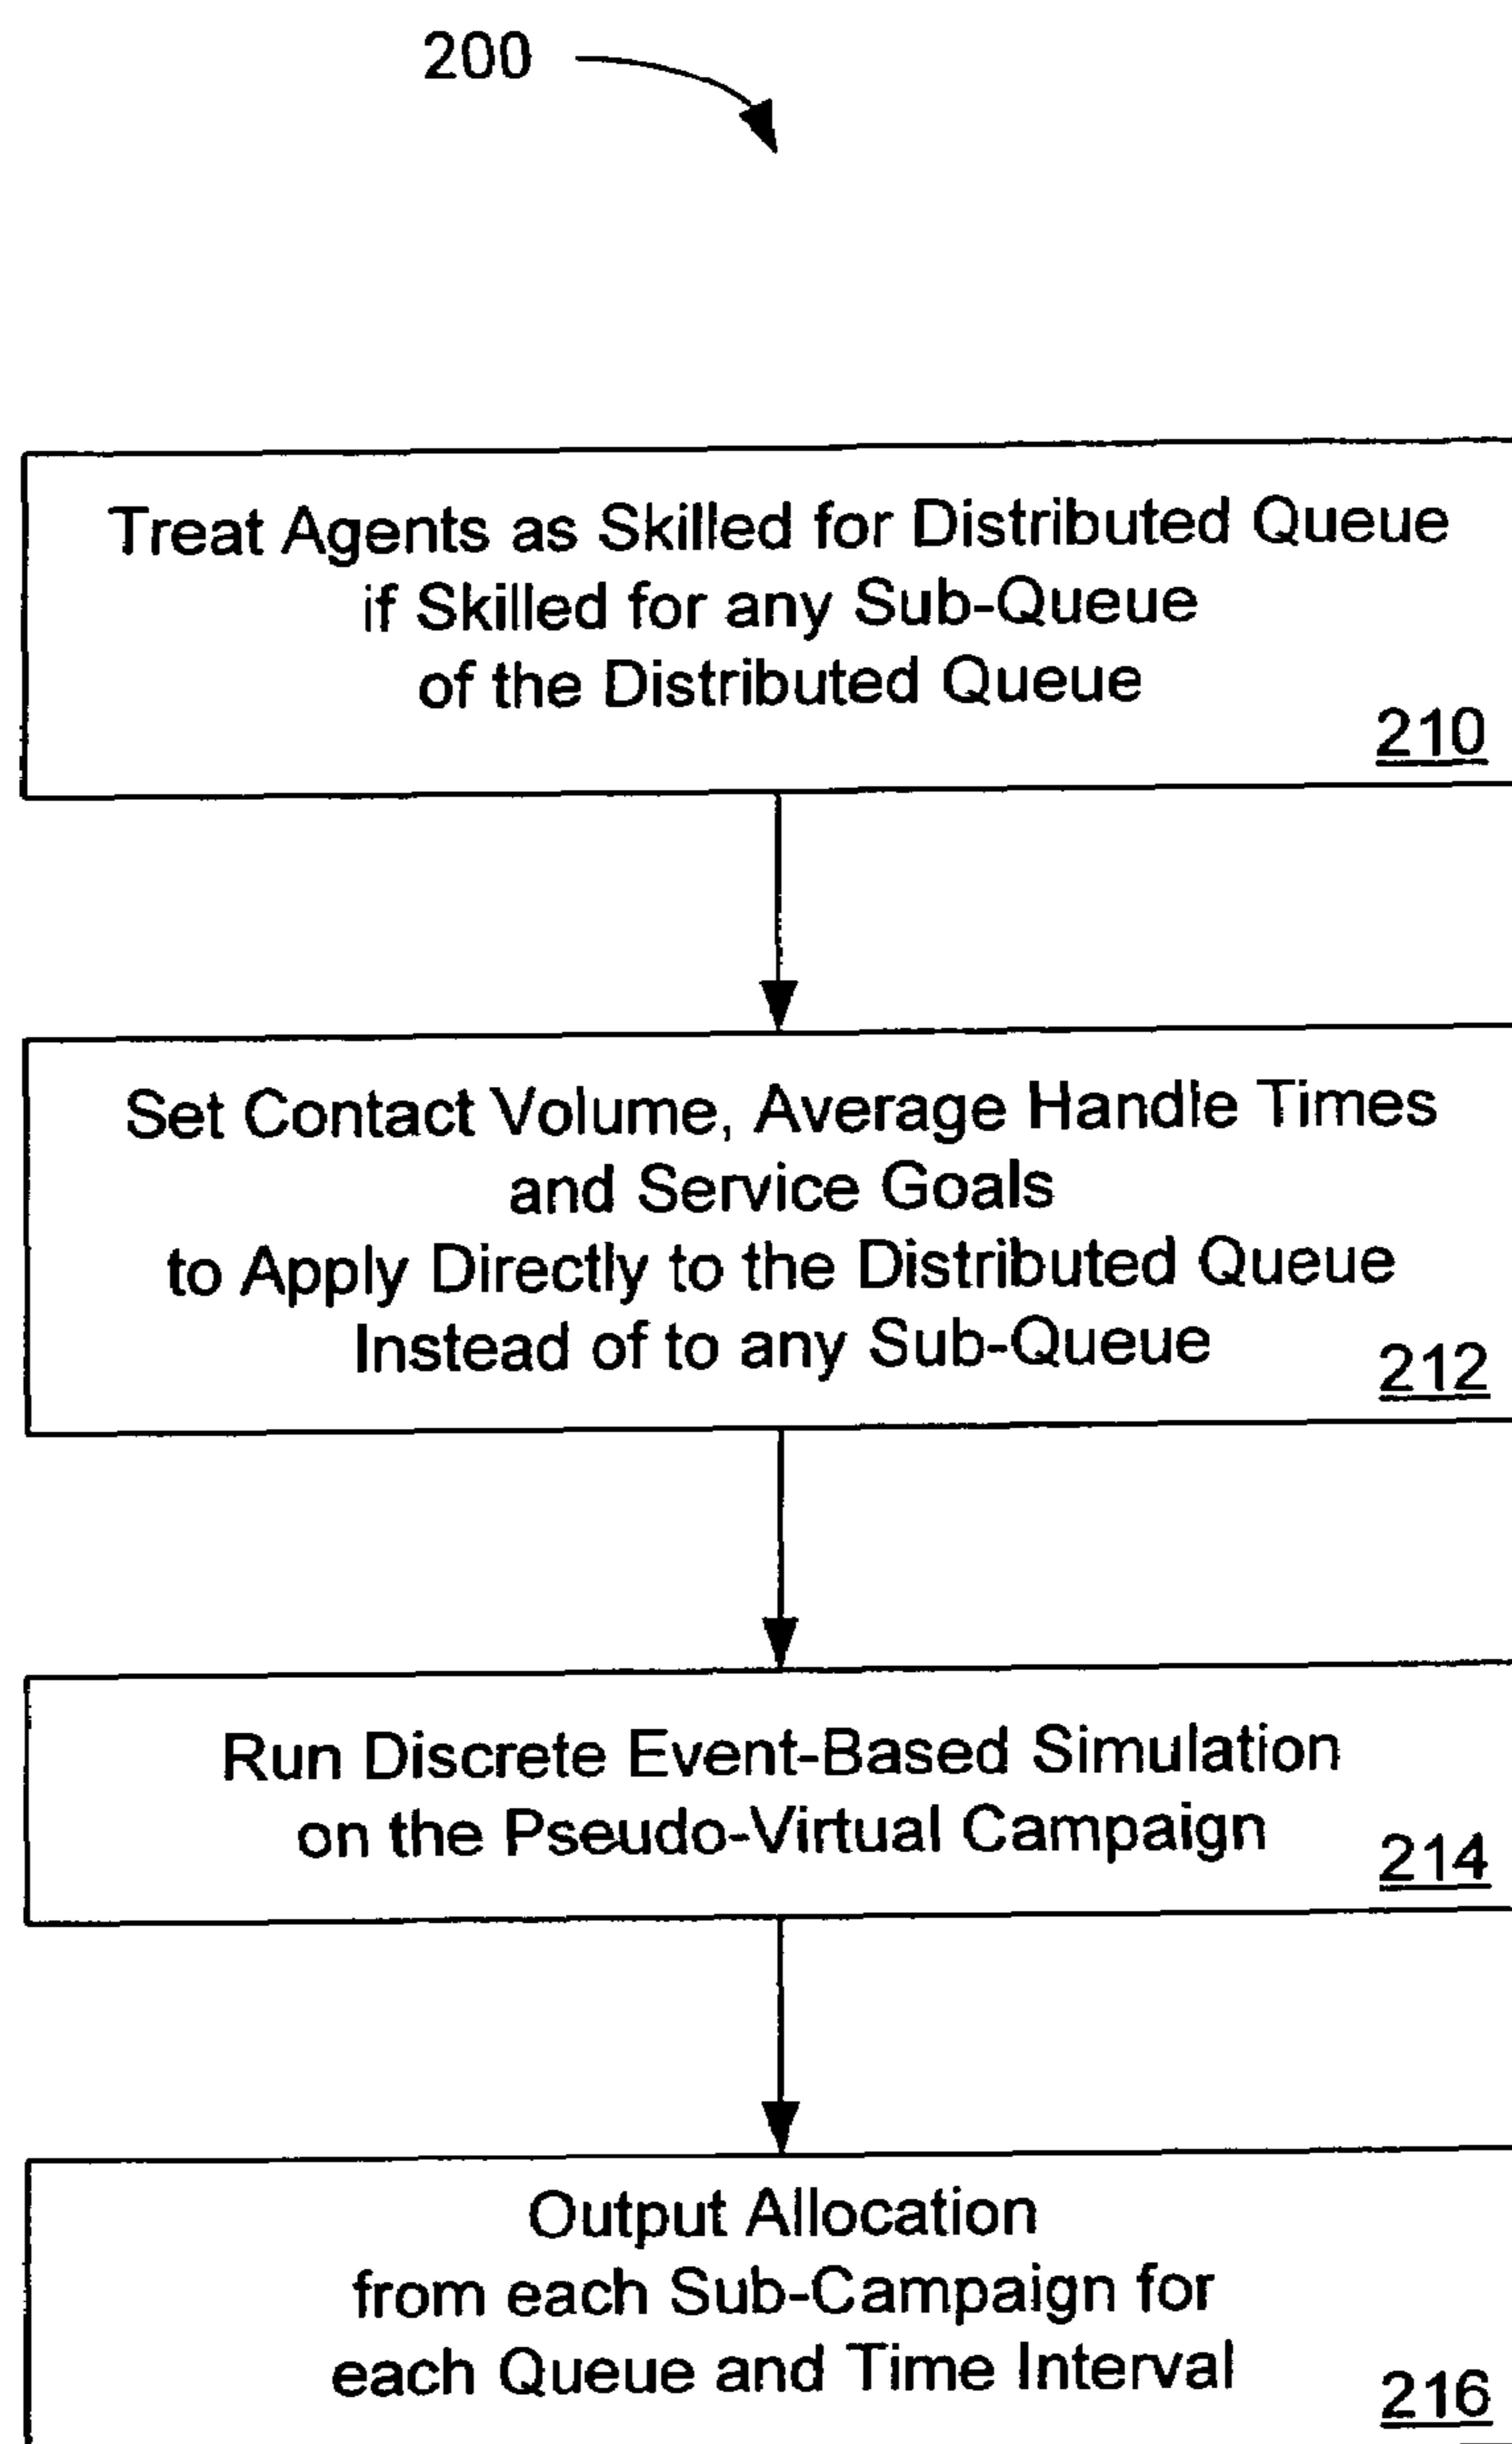 200
Treat Agents as Skilled for Distributed Queue
if Skilled for any Sub-Queue
of the Distributed Queue
210
Set Contact Volume, Average Handle Times
and Service Goals
to Apply Directly to the Distributed Queue
Instead of to any Sub-Queue
212
Run Discrete Event-Based Simulation
on the Pseudo-Virtual Campaign
214
Output Allocation
from each Sub-Campaign for
each Queue and Time Interval
216